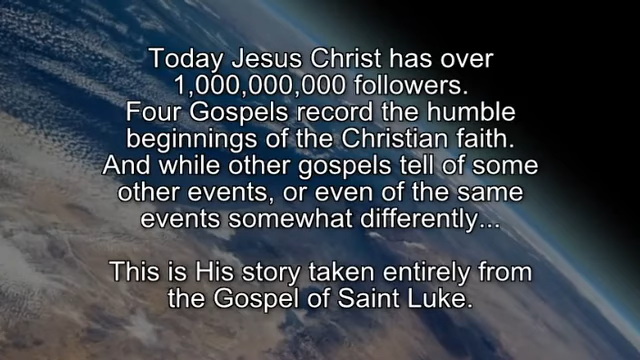 Today Jesus Christ has over
1,000,000,000 followers.
Four Gospels record the humble
beginnings of the Christian faith.
And while other gospels tell of some
other events, or even of the same
events somewhat differently...
This is His story taken entirely from
the Gospel of Saint Luke.